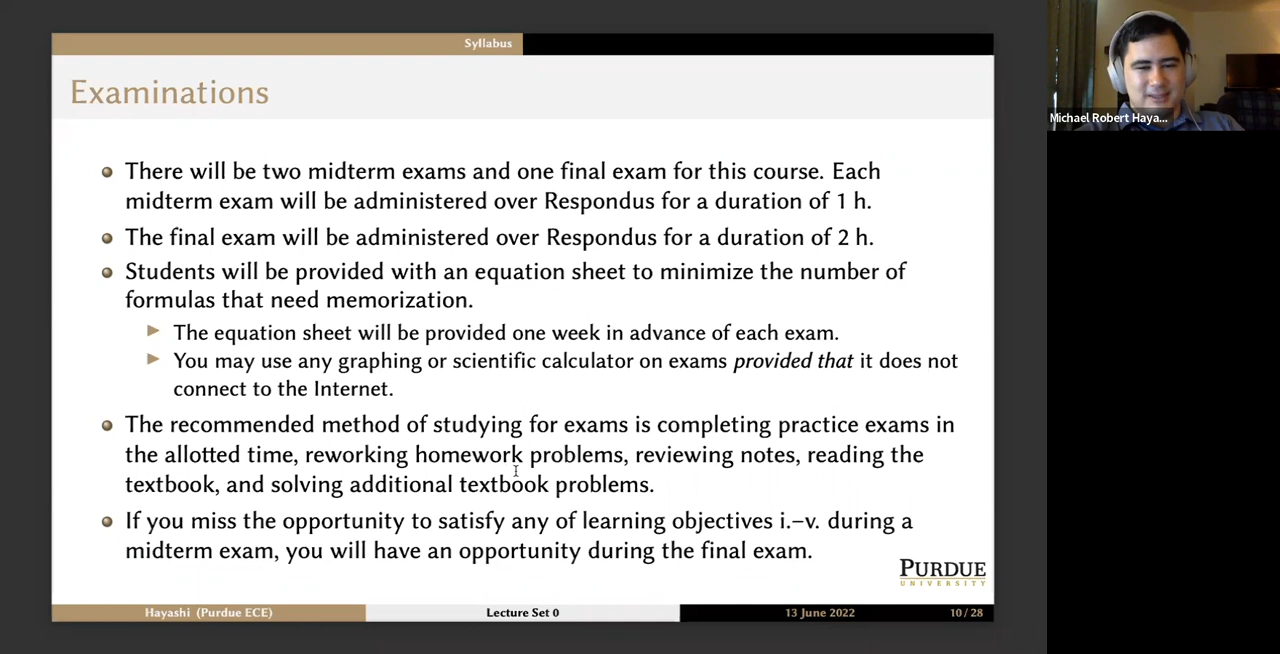 Syllabus
Examinations
There will be two midterm exams and one final exam for this course. Each
midterm exam will be administered over Respondus for a duration of 1 h.
The final exam will be administered over Respondus for a duration of 2 h.
Students will be provided with an equation sheet to minimize the number of
formulas that need memorization.
The equation sheet will be provided one week in advance of each exam.
You may use any graphing or scientific calculator on exams provided that it does not
connect to the Internet.
The recommended method of studying for exams is completing practice exams in
the allotted time, reworking homework problems, reviewing notes, reading the
textbook, and solving additional textbook problems.
If you miss the opportunity to satisfy any of learning objectives i.–v. during a
midterm exam, you will have an opportunity during the final exam.
PURDUE
UNIVERSITY
Hayashi (Purdue ECE) Lecture Set 0 13 June 2022 10 / 28
Michael Robert Haya...